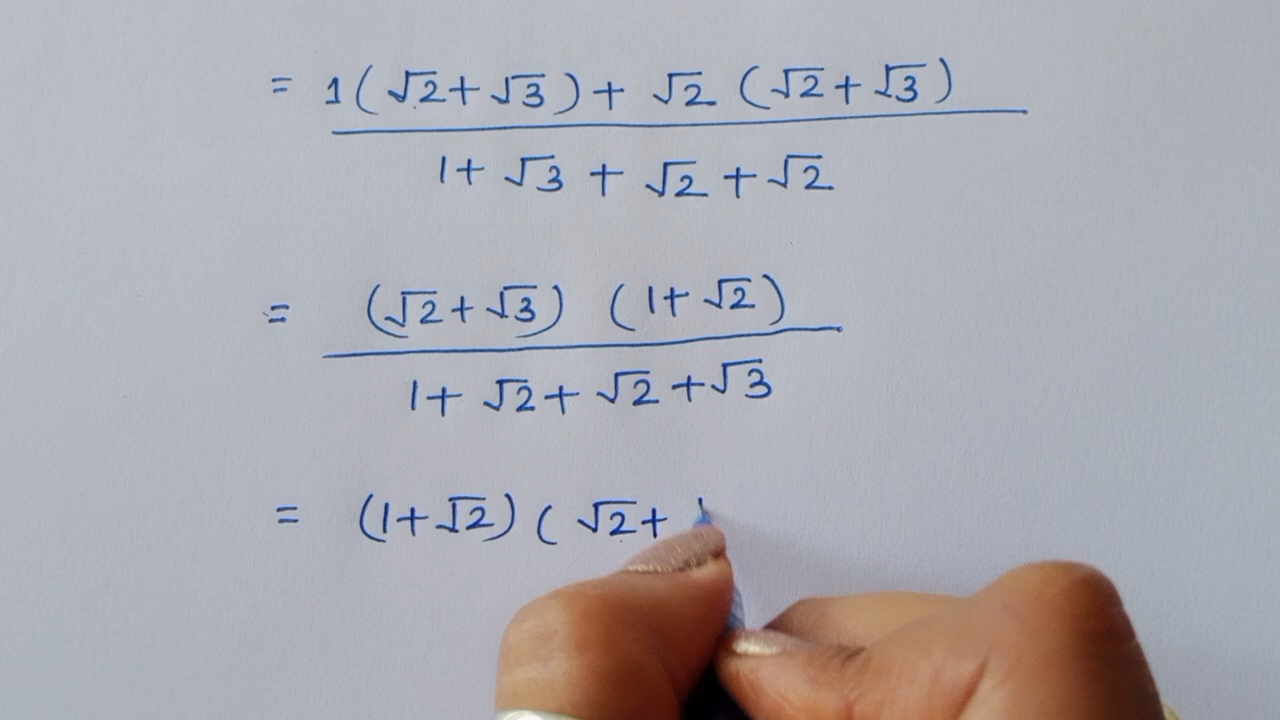 = 1(√2+√3)+ √2 (√2+√3)
1+ √3 + √2 +√2
= (√2+√3) (1+√2)
1+ √2+ √2 +√3
= (1+√2) ( √2+